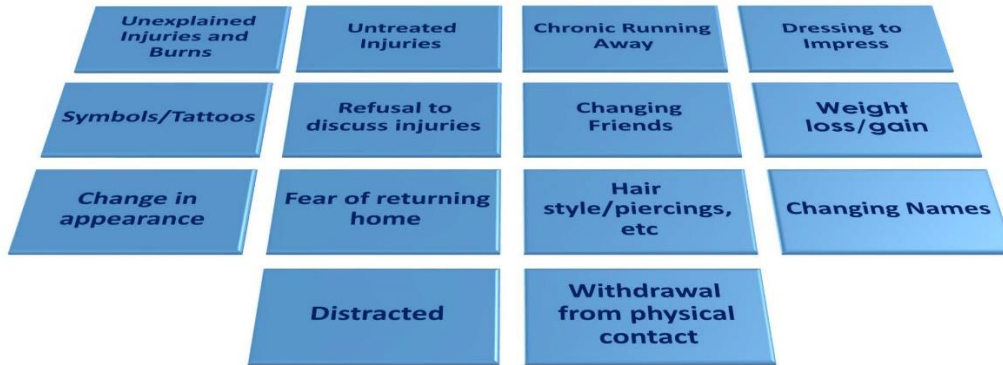 Unexplained
Injuries and
Burns
Untreated
Injuries
Chronic Running
Away
Dressing to
Impress
Symbols/Tattoos
Refusal to
discuss injuries
Changing
Friends
Weight
loss/gain
Change in
appearance
Fear of returning
home
Hair
style/piercings,
etc
Changing Names
Distracted
Withdrawal
from physical
contact